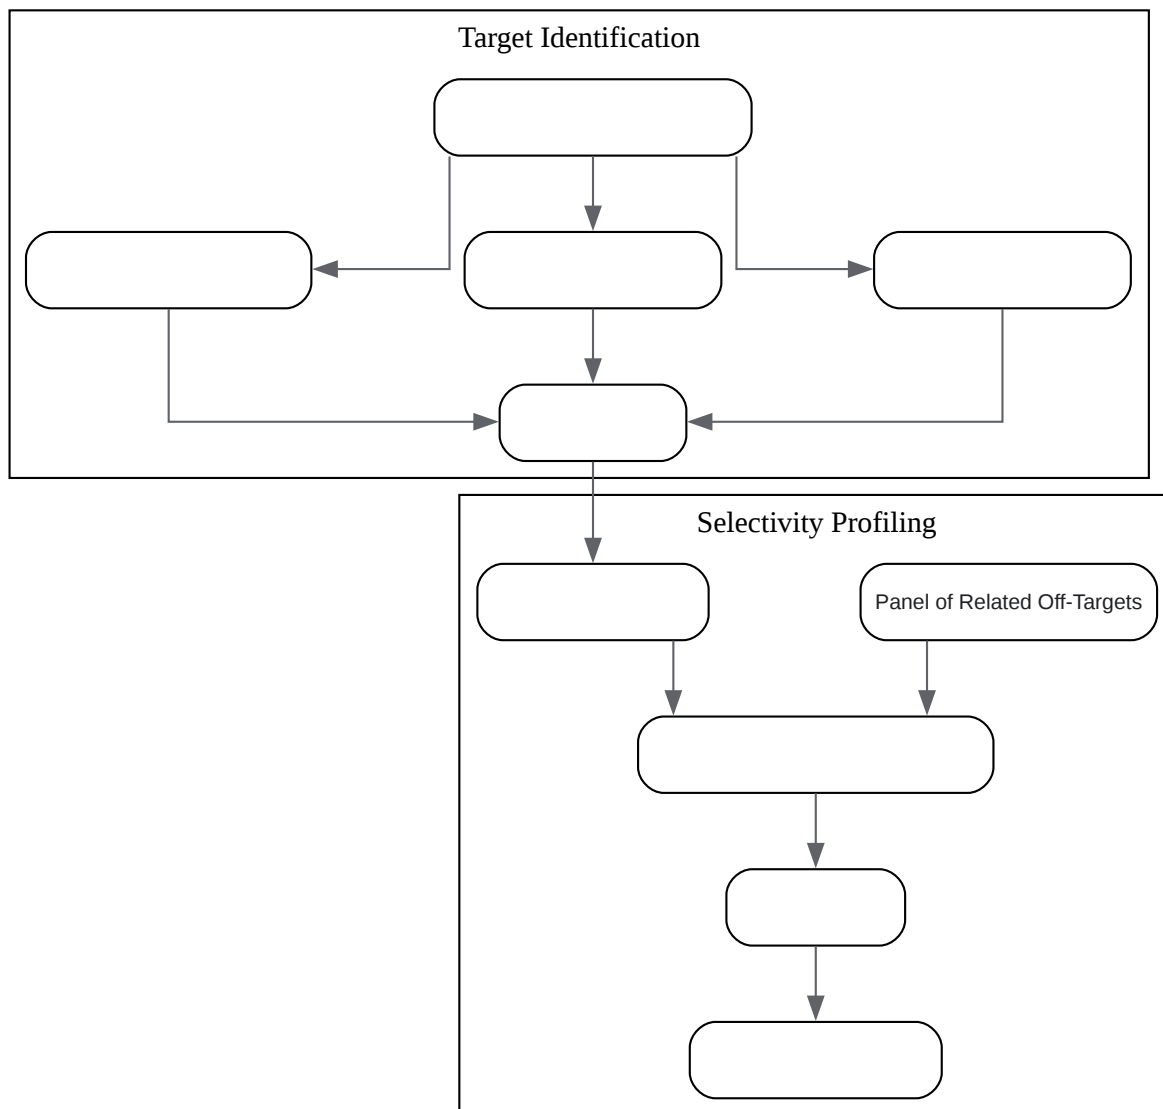 Target Identification
Selectivity Profiling
Panel of Related Off-Targets